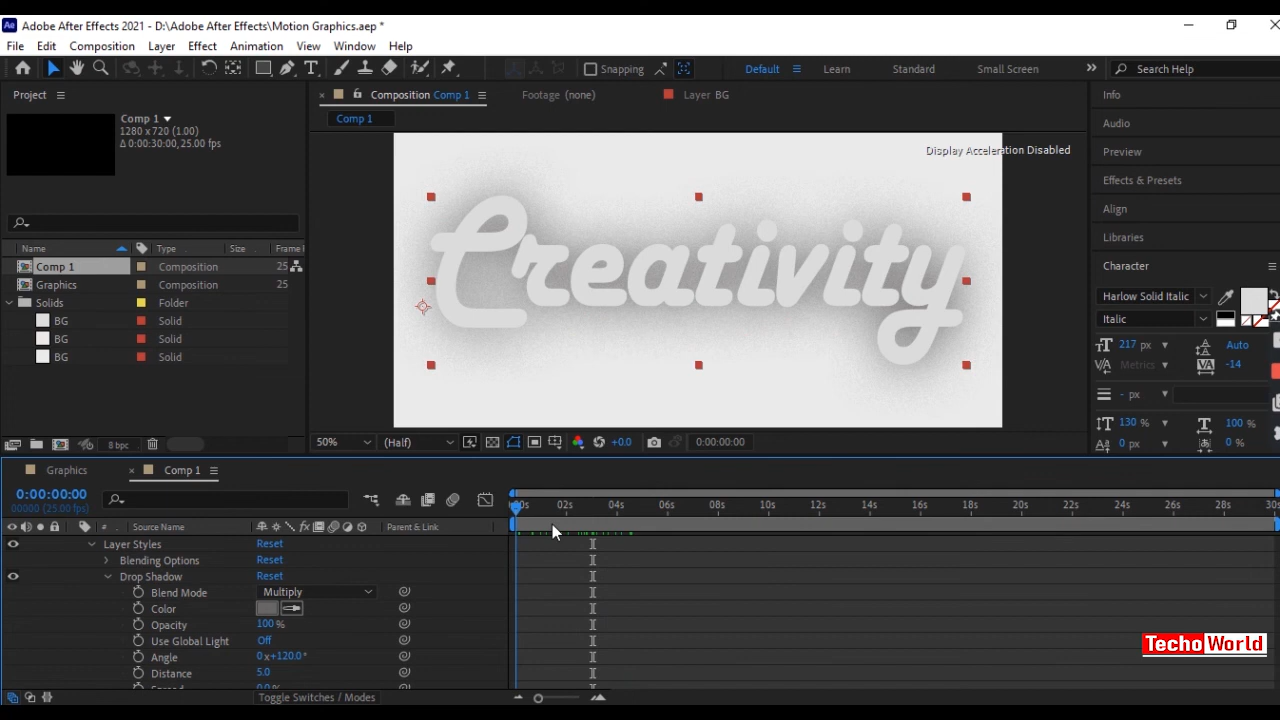 Adobe After Effects 2021 - D:\Adobe After Effects\Motion Graphics.aep *
File Edit Composition Layer Effect Animation View Window Help
Snapping Default Learn Standard Small Screen Search Help
Project
Composition Comp 1 Footage (none) Layer BG
Info
Comp 1
1280 x 720 (1.00)
Δ 0:00:30:00, 25.00 fps
Comp 1
Audio
Display Acceleration Disabled
Preview
Effects & Presets
Align
Libraries
Creativity
Name Type Size Frame I
Comp 1 Composition 25
Graphics Composition 25
Solids Folder
BG Solid
BG Solid
BG Solid
Character
Harlow Solid Italic
Italic
217 px Auto
Metrics -14
- px
130 % 100 %
0 px 0 %
8 bpc
50% (Half) +0.0 0:00:00:00
Graphics Comp 1
0:00:00:00
00000 (25.00 fps)
:00s 02s 04s 06s 08s 10s 12s 14s 16s 18s 20s 22s 24s 26s 28s 30s
# Source Name Parent & Link
Layer Styles Reset
Blending Options Reset
Drop Shadow Reset
Blend Mode Multiply
Color
Opacity 100 %
Use Global Light Off
Angle 0x+120.0°
Distance 5.0
Spread 0.0 %
Toggle Switches / Modes
Techo World